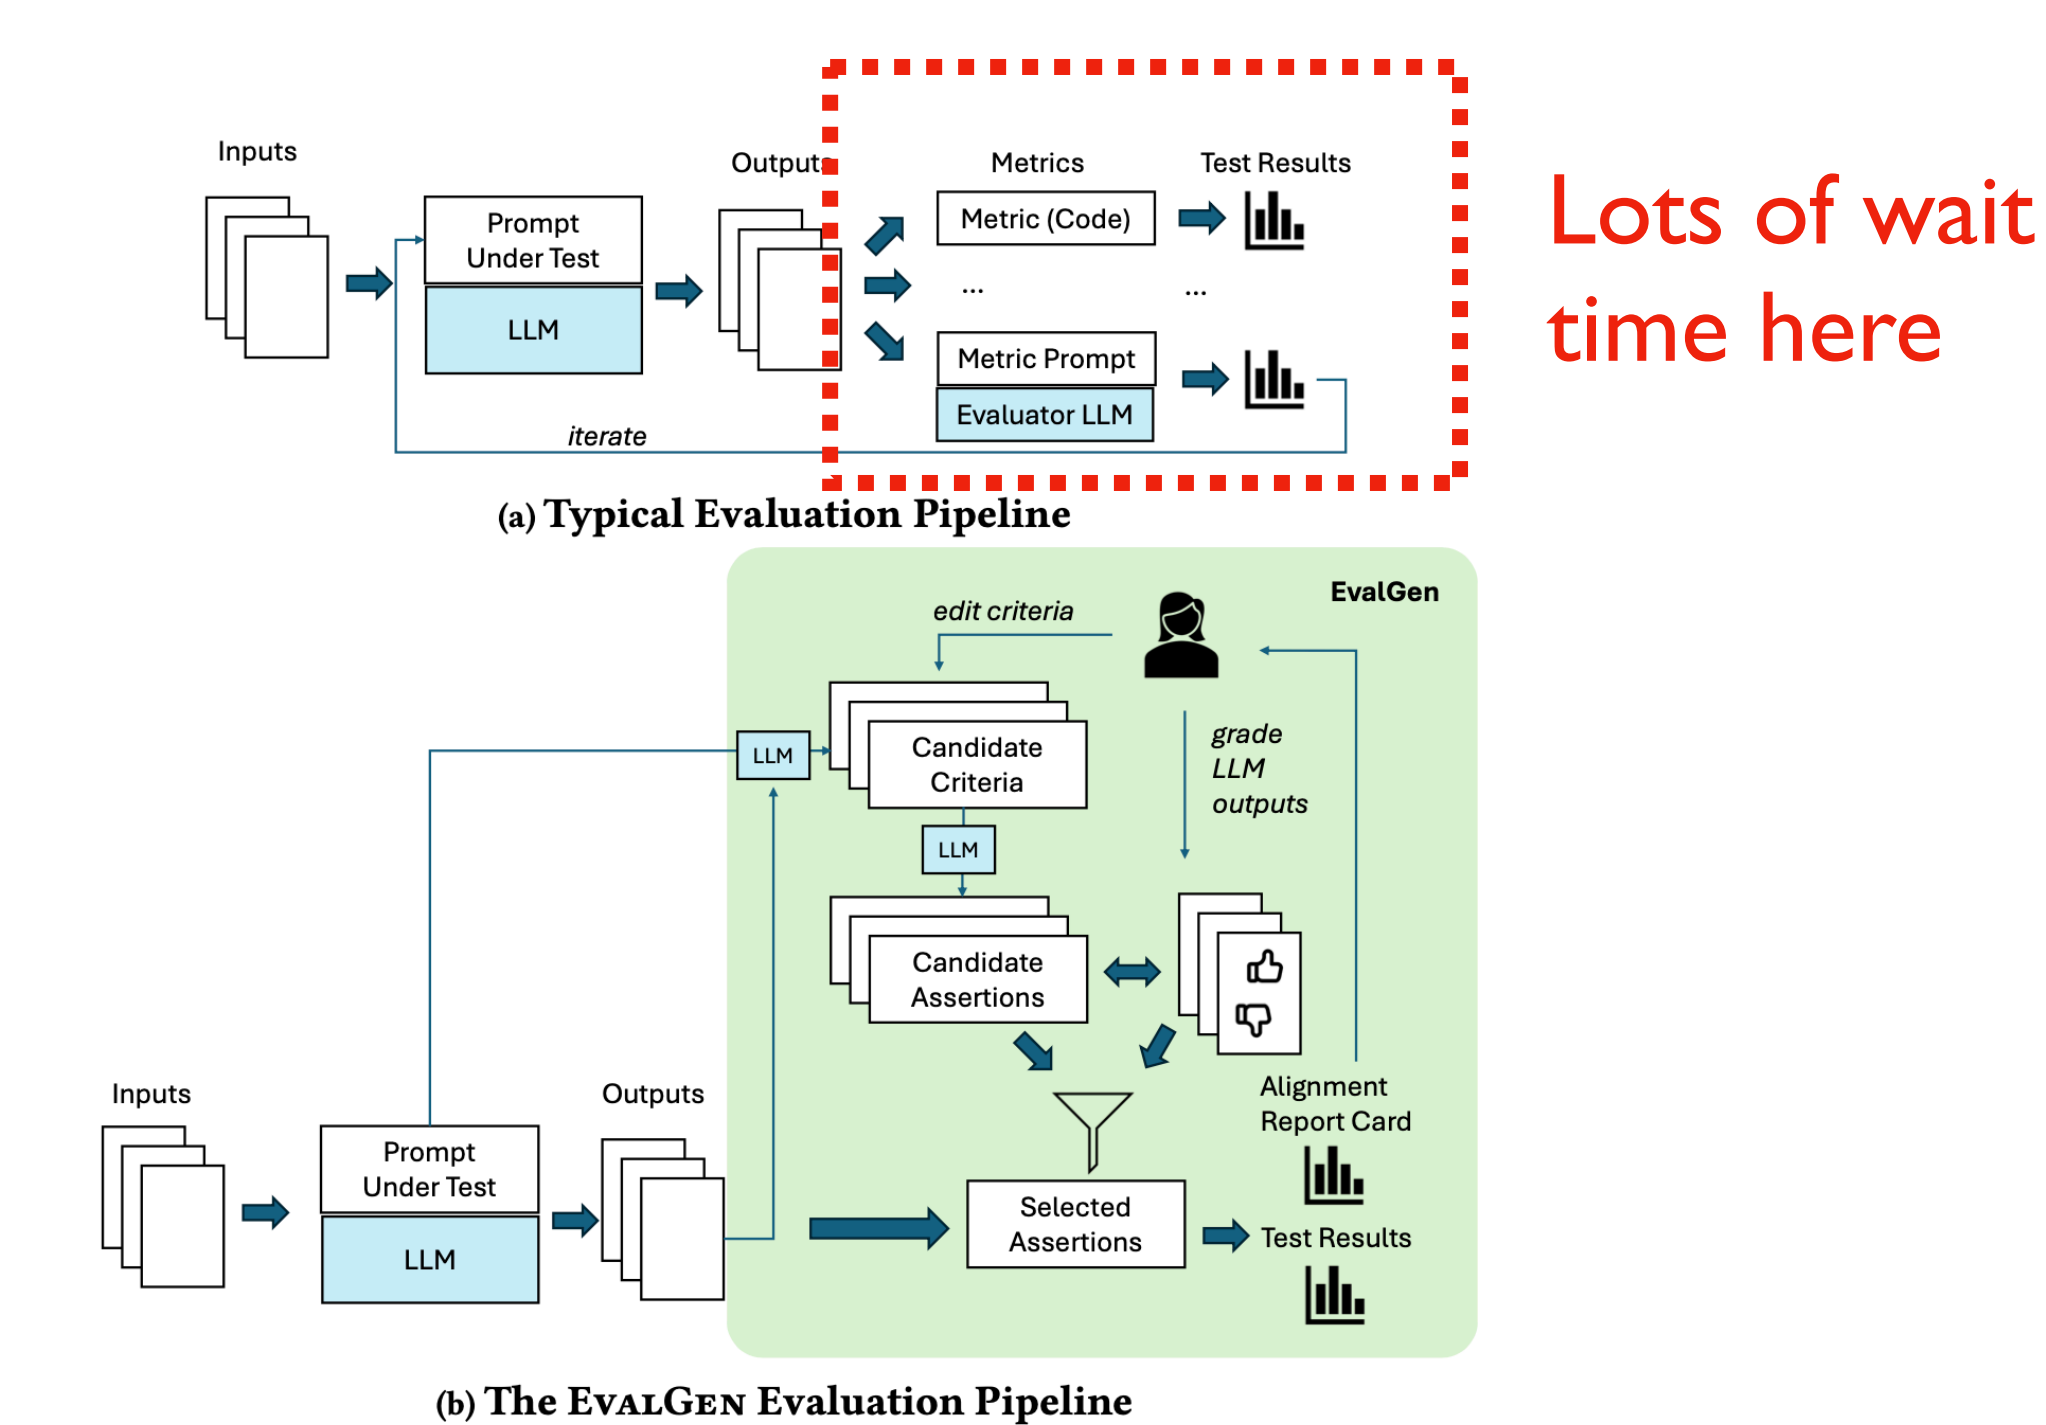 Inputs
Prompt
Under Test
LLM
Outputs
Metrics
Test Results
Metric (Code)
...
...
Metric Prompt
Evaluator LLM
iterate
Lots of wait
time here
(a) Typical Evaluation Pipeline
EvalGen
edit criteria
grade
LLM
outputs
LLM
Candidate
Criteria
LLM
Candidate
Assertions
Inputs
Prompt
Under Test
LLM
Outputs
Selected
Assertions
Alignment
Report Card
Test Results
(b) The EvalGen Evaluation Pipeline